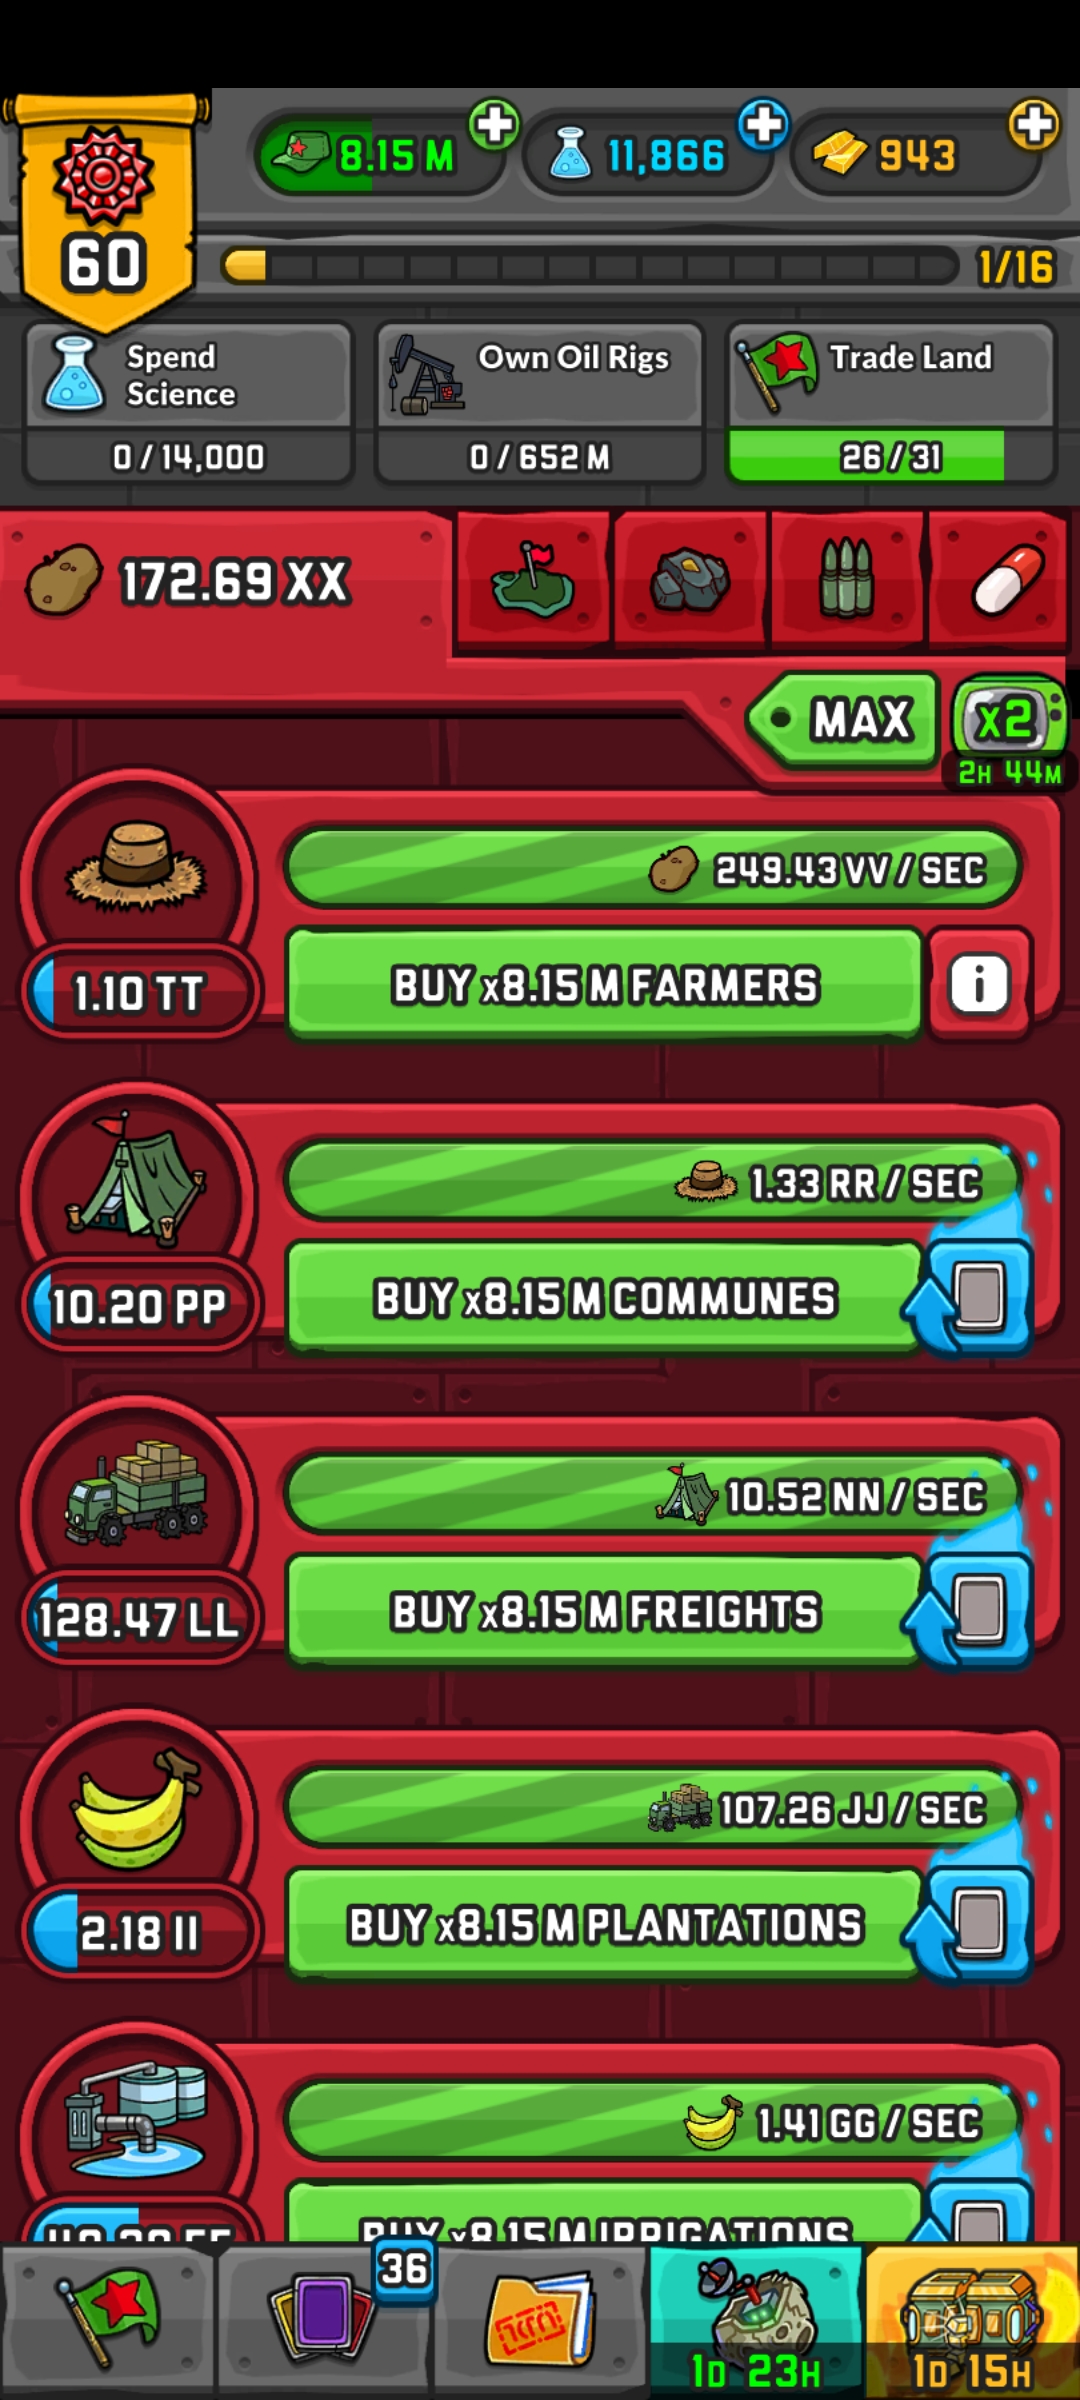 8.15 M
11,866
943
60
1/16
Spend
Science
0/14,000
Own Oil Rigs
0/652 M
Trade Land
26/31
172.69 XX
MAX
x2
2H 44M
249.43 VV / SEC
1.10 TT
BUY x8.15 M FARMERS
i
1.33 RR / SEC
10.20 PP
BUY x8.15 M COMMUNES
10.52 NN / SEC
128.47 LL
BUY x8.15 M FREIGHTS
107.26 JJ / SEC
2.18 II
BUY x8.15 M PLANTATIONS
1.41 GG / SEC
BUY x8.15 M IRRIGATIONS
36
1D 23H
1D 15H